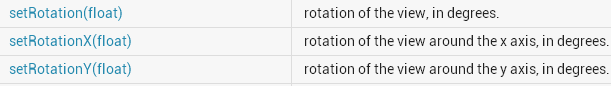 setRotation(float) rotation of the view, in degrees.
setRotationX(float) rotation of the view around the x axis, in degrees.
setRotationY(float) rotation of the view around the y axis, in degrees.